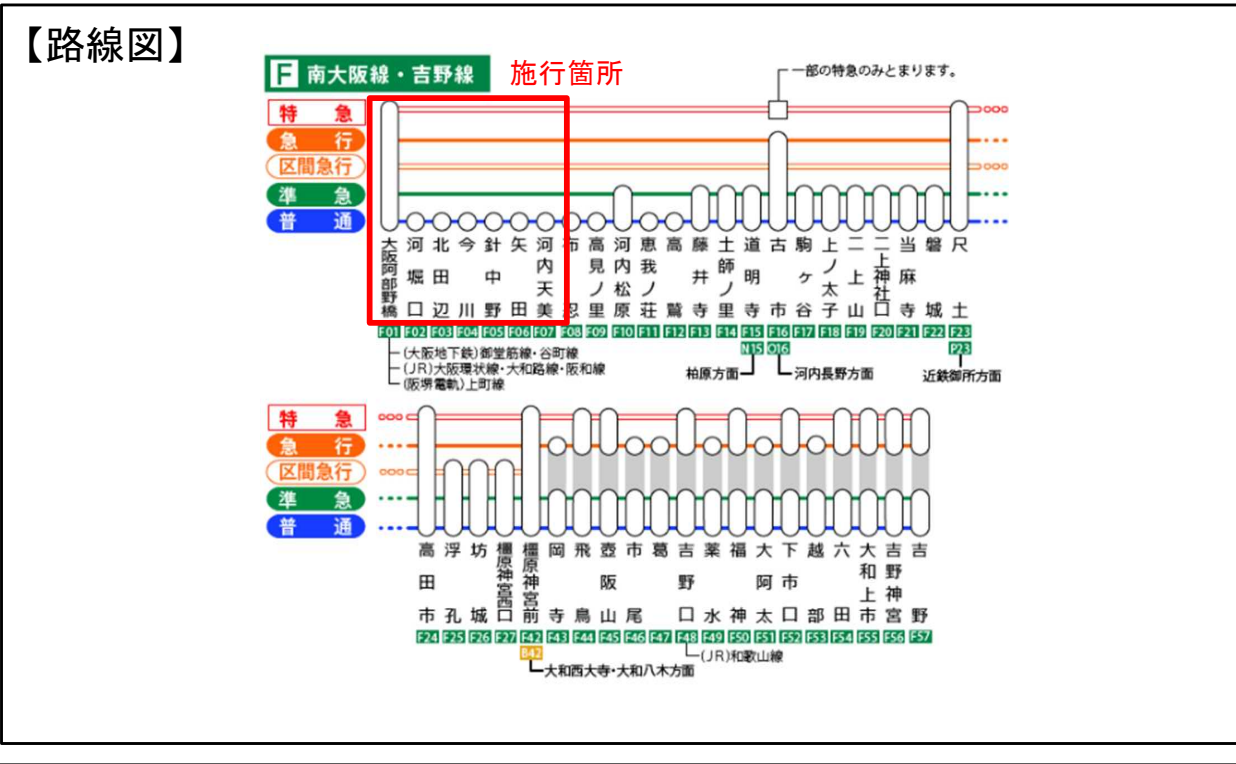 【路線図】
F 南大阪線・吉野線
施行箇所
一部の特急のみとまります。
特急
急行
区間急行
準急
普通
大阪阿部野橋
河堀口
北田辺
今川
針中野
矢田
河内天美
布忍
高見ノ里
河内松原
恵我ノ荘
高鷲
藤井寺
土師ノ里
道明寺
古市
駒ヶ谷
上ノ太子
二上山
二上神社口
当麻寺
磐城
尺土
F01 F02 F03 F04 F05 F06 F07 F08 F09 F10 F11 F12 F13 F14 F15 F16 F17 F18 F19 F20 F21 F22 F23
N15 O16 P23
(大阪地下鉄)御堂筋線・谷町線
(JR)大阪環状線・大和路線・阪和線
(阪堺電軌)上町線
柏原方面
河内長野方面
近鉄御所方面
特急
急行
区間急行
準急
普通
高田市
浮孔
坊城
橿原神宮西口
橿原神宮前
岡寺
飛鳥
壺阪山
市尾
葛
吉野口
薬水
福神
大阿太
下市口
越部
六田
大和上市
吉野神宮
吉野
F24 F25 F26 F27 F42 F43 F44 F45 F46 F47 F48 F49 F50 F51 F52 F53 F54 F55 F56 F57
B42
(JR)和歌山線
大和西大寺・大和八木方面